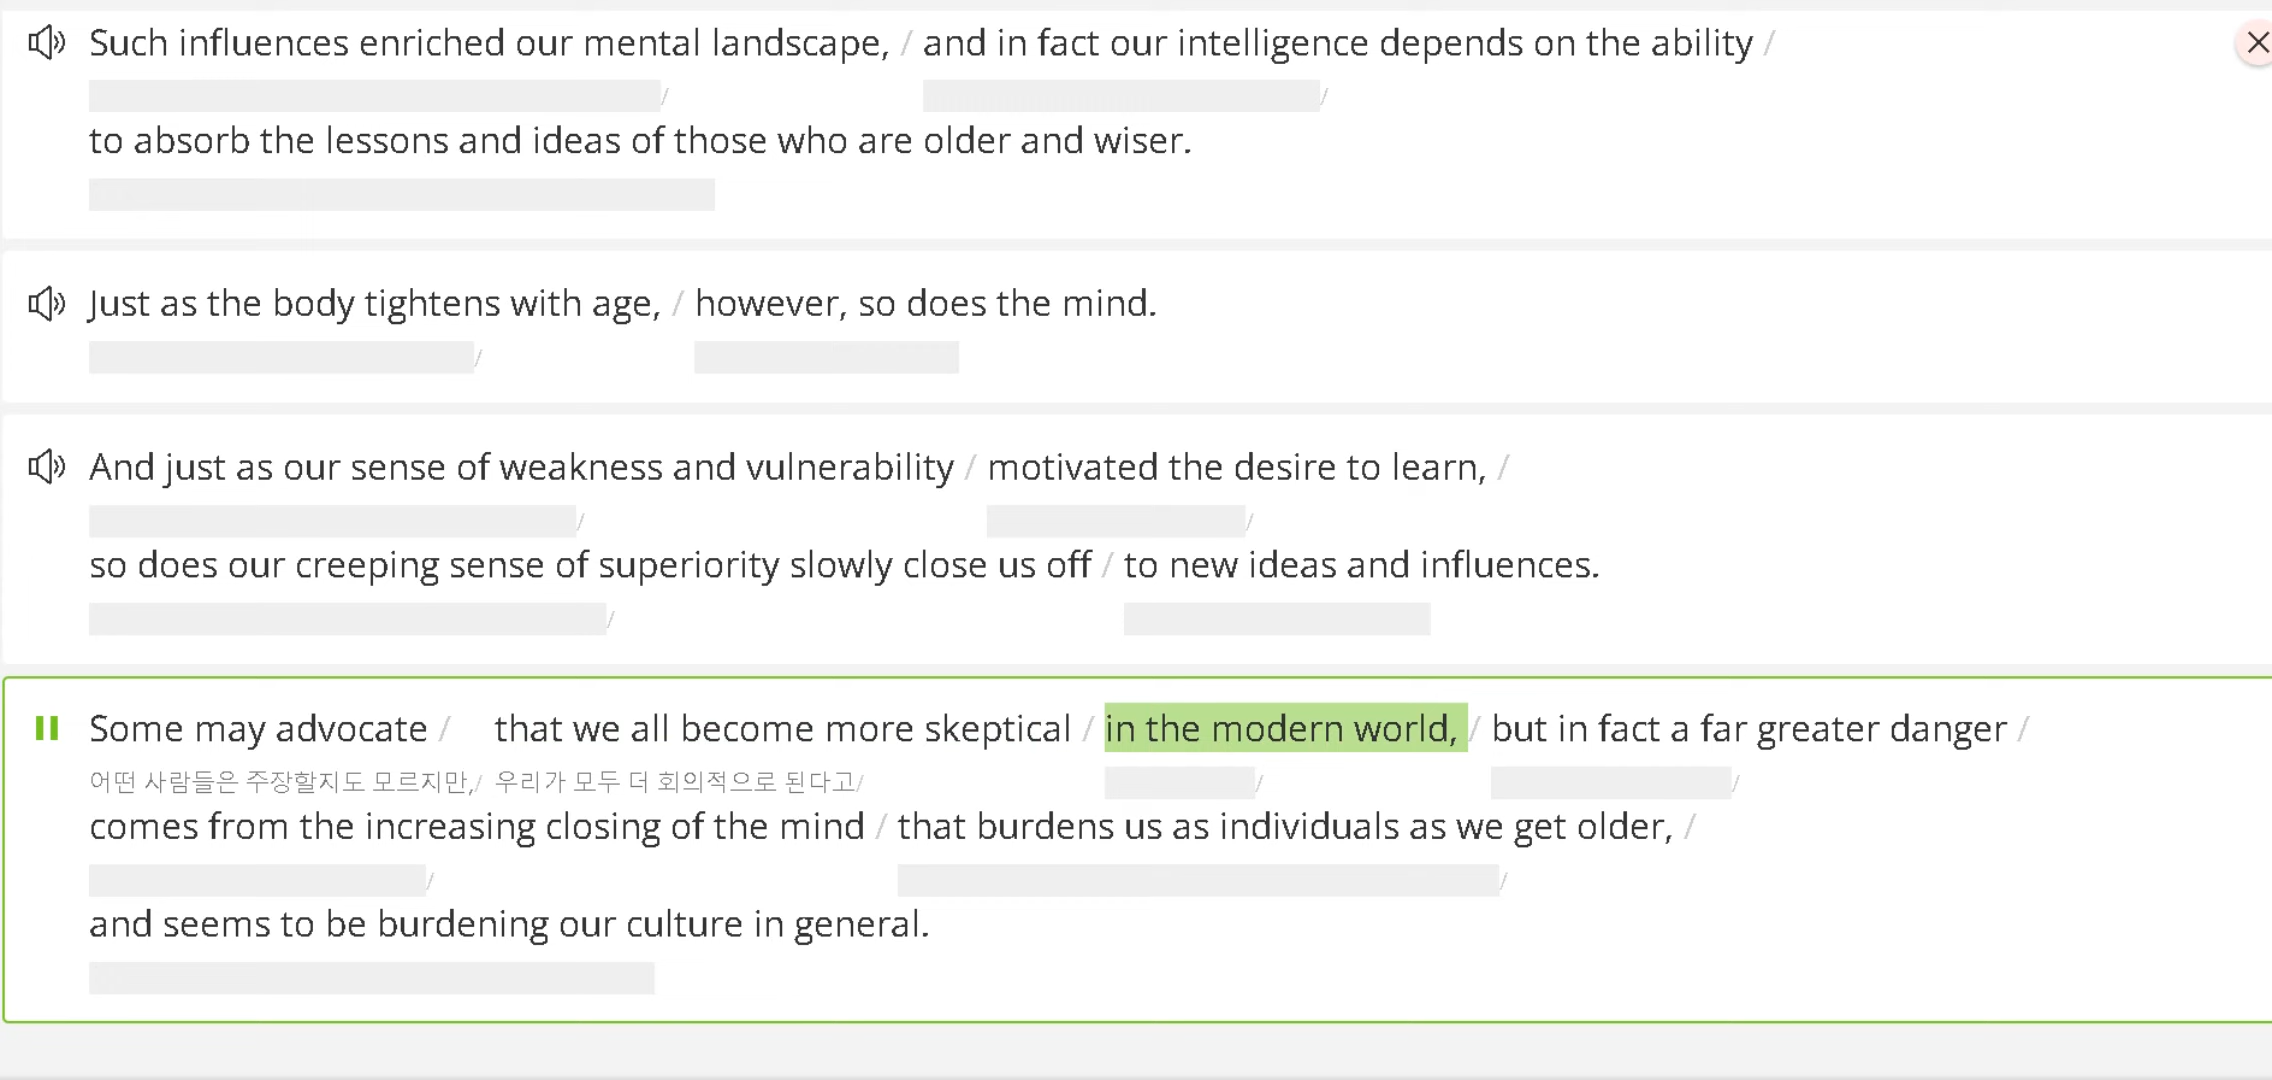 Such influences enriched our mental landscape, / and in fact our intelligence depends on the ability /
/ /
to absorb the lessons and ideas of those who are older and wiser.
Just as the body tightens with age, / however, so does the mind.
/
And just as our sense of weakness and vulnerability / motivated the desire to learn, /
/ /
so does our creeping sense of superiority slowly close us off / to new ideas and influences.
/
Some may advocate / that we all become more skeptical / in the modern world, / but in fact a far greater danger /
어떤 사람들은 주장할지도 모르지만,/ 우리가 모두 더 회의적으로 된다고/ / /
comes from the increasing closing of the mind / that burdens us as individuals as we get older, /
/ /
and seems to be burdening our culture in general.